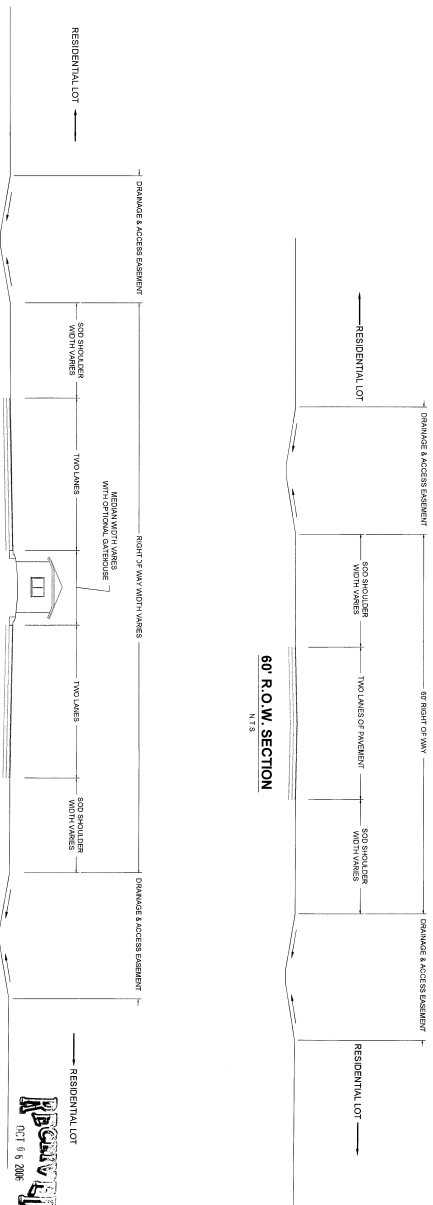 DRAINAGE & ACCESS EASEMENT
60' RIGHT OF WAY
DRAINAGE & ACCESS EASEMENT
RESIDENTIAL LOT
SOD SHOULDER
WIDTH VARIES
TWO LANES OF PAVEMENT
SOD SHOULDER
WIDTH VARIES
RESIDENTIAL LOT
60' R.O.W. SECTION
N.T.S.
DRAINAGE & ACCESS EASEMENT
RIGHT OF WAY WIDTH VARIES
DRAINAGE & ACCESS EASEMENT
MEDIAN WIDTH VARES
WITH OPTIONAL GATEHOUSE
RESIDENTIAL LOT
SOD SHOULDER
WIDTH VARIES
TWO LANES
TWO LANES
SOD SHOULDER
WIDTH VARIES
RESIDENTIAL LOT
OCT 2006